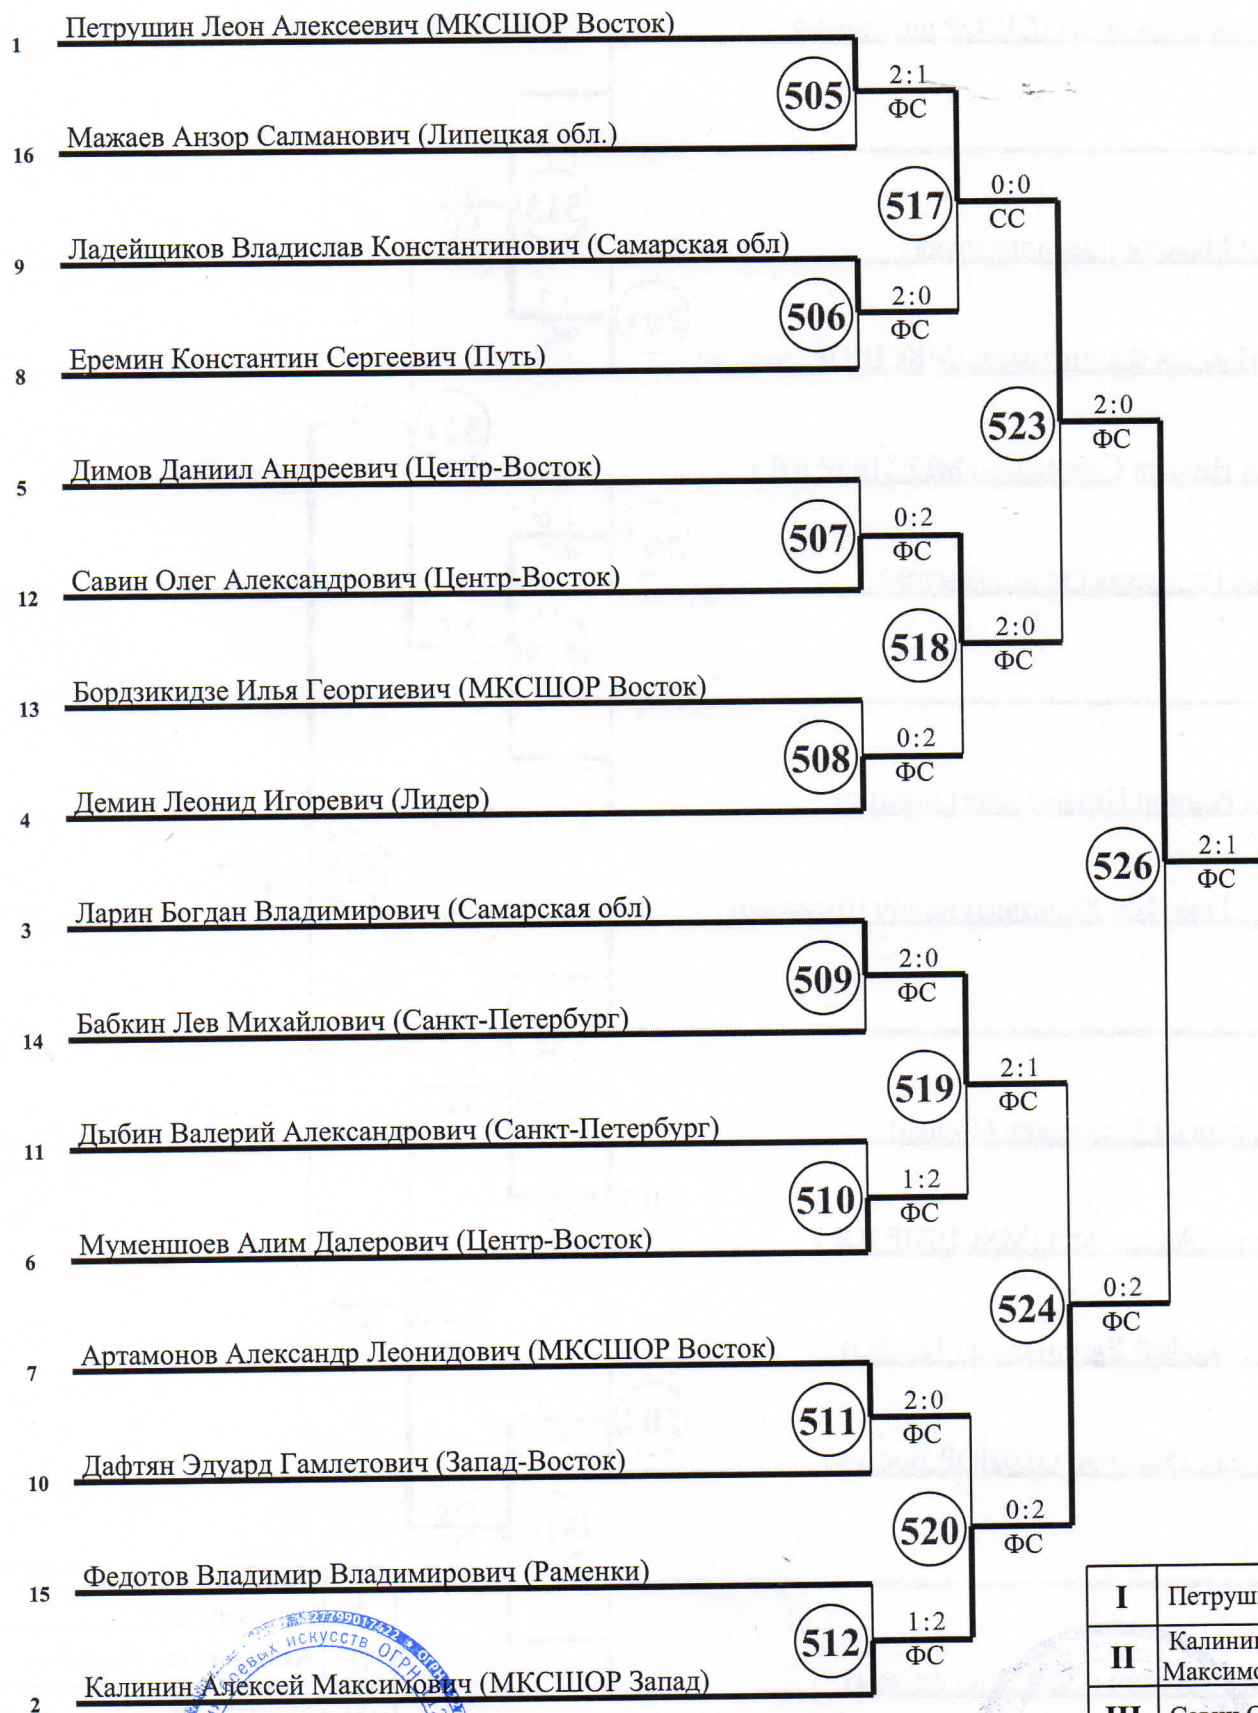 1 Петрушин Леон Алексеевич (МКСШОР Восток)
505 2:1
ФС
16 Мажаев Анзор Салманович (Липецкая обл.)
517 0:0
СС
9 Ладейщиков Владислав Константинович (Самарская обл)
506 2:0
ФС
8 Еремин Константин Сергеевич (Путь)
523 2:0
ФС
5 Димов Даниил Андреевич (Центр-Восток)
507 0:2
ФС
12 Савин Олег Александрович (Центр-Восток)
518 2:0
ФС
13 Бордзикидзе Илья Георгиевич (МКСШОР Восток)
508 0:2
ФС
4 Демин Леонид Игоревич (Лидер)
526 2:1
ФС
3 Ларин Богдан Владимирович (Самарская обл)
509 2:0
ФС
14 Бабкин Лев Михайлович (Санкт-Петербург)
519 2:1
ФС
11 Дыбин Валерий Александрович (Санкт-Петербург)
510 1:2
ФС
6 Муменшоев Алим Далерович (Центр-Восток)
524 0:2
ФС
7 Артамонов Александр Леонидович (МКСШОР Восток)
511 2:0
ФС
10 Дафтян Эдуард Гамлетович (Запад-Восток)
520 0:2
ФС
15 Федотов Владимир Владимирович (Раменки)
I Петруш
512 1:2
ФС
II Калинин
Максимо
2 Калинин Алексей Максимович (МКСШОР Запад)
III
искусств ОГРН